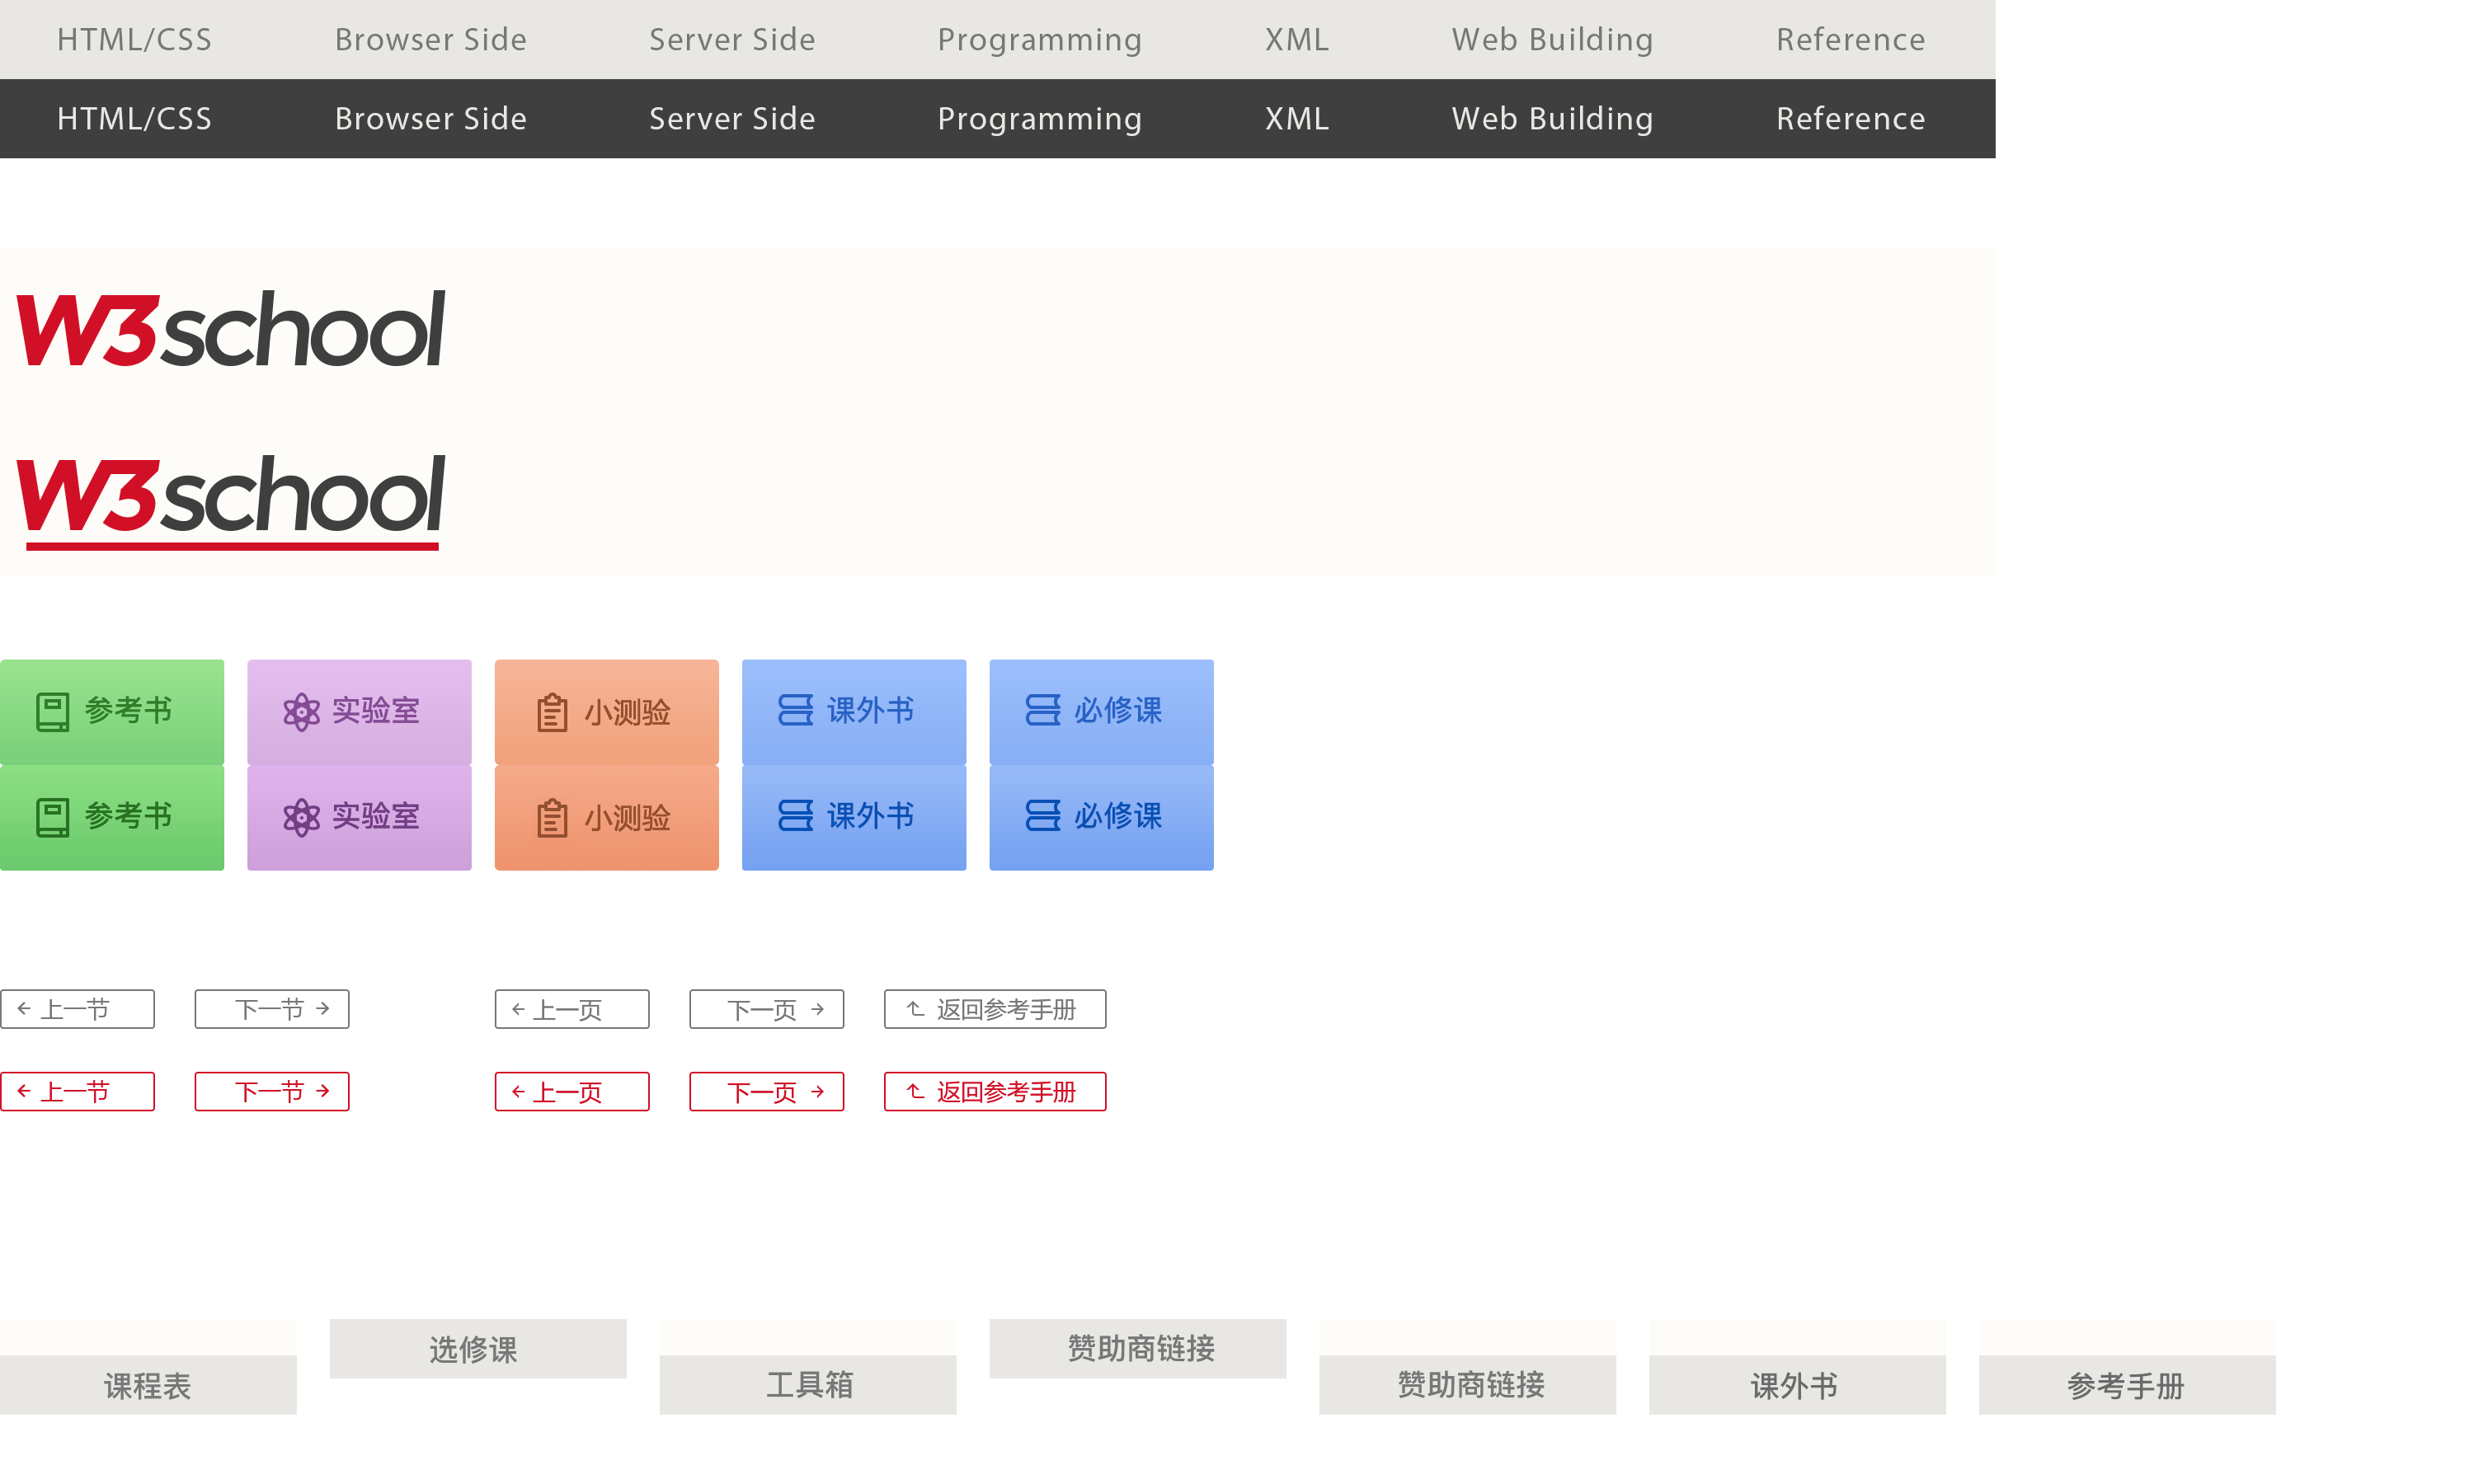 HTML/CSS Browser Side Server Side Programming XML Web Building Reference
HTML/CSS Browser Side Server Side Programming XML Web Building Reference
W3school
W3school
参考书 实验室 小测验 课外书 必修课
参考书 实验室 小测验 课外书 必修课
← 上一节 下一节 → ← 上一页 下一页 → 返回参考手册
← 上一节 下一节 → ← 上一页 下一页 → 返回参考手册
课程表 选修课 工具箱 赞助商链接 赞助商链接 课外书 参考手册